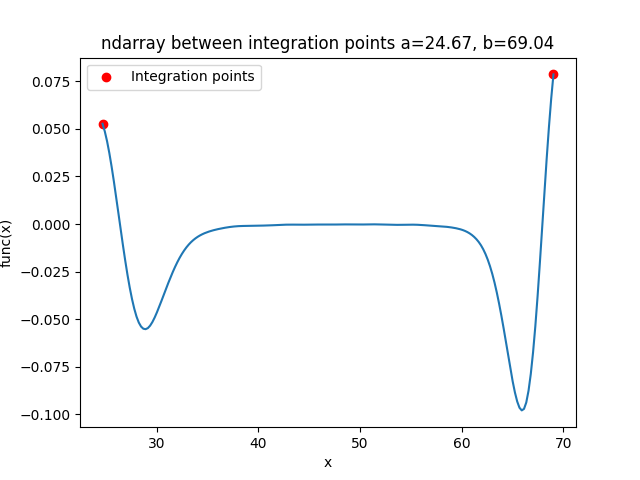 ndarray between integration points a=24.67, b=69.04
Integration points
0.075
0.050
0.025
0.000
−0.025
−0.050
−0.075
−0.100
func(x)
30 40 50 60 70
x